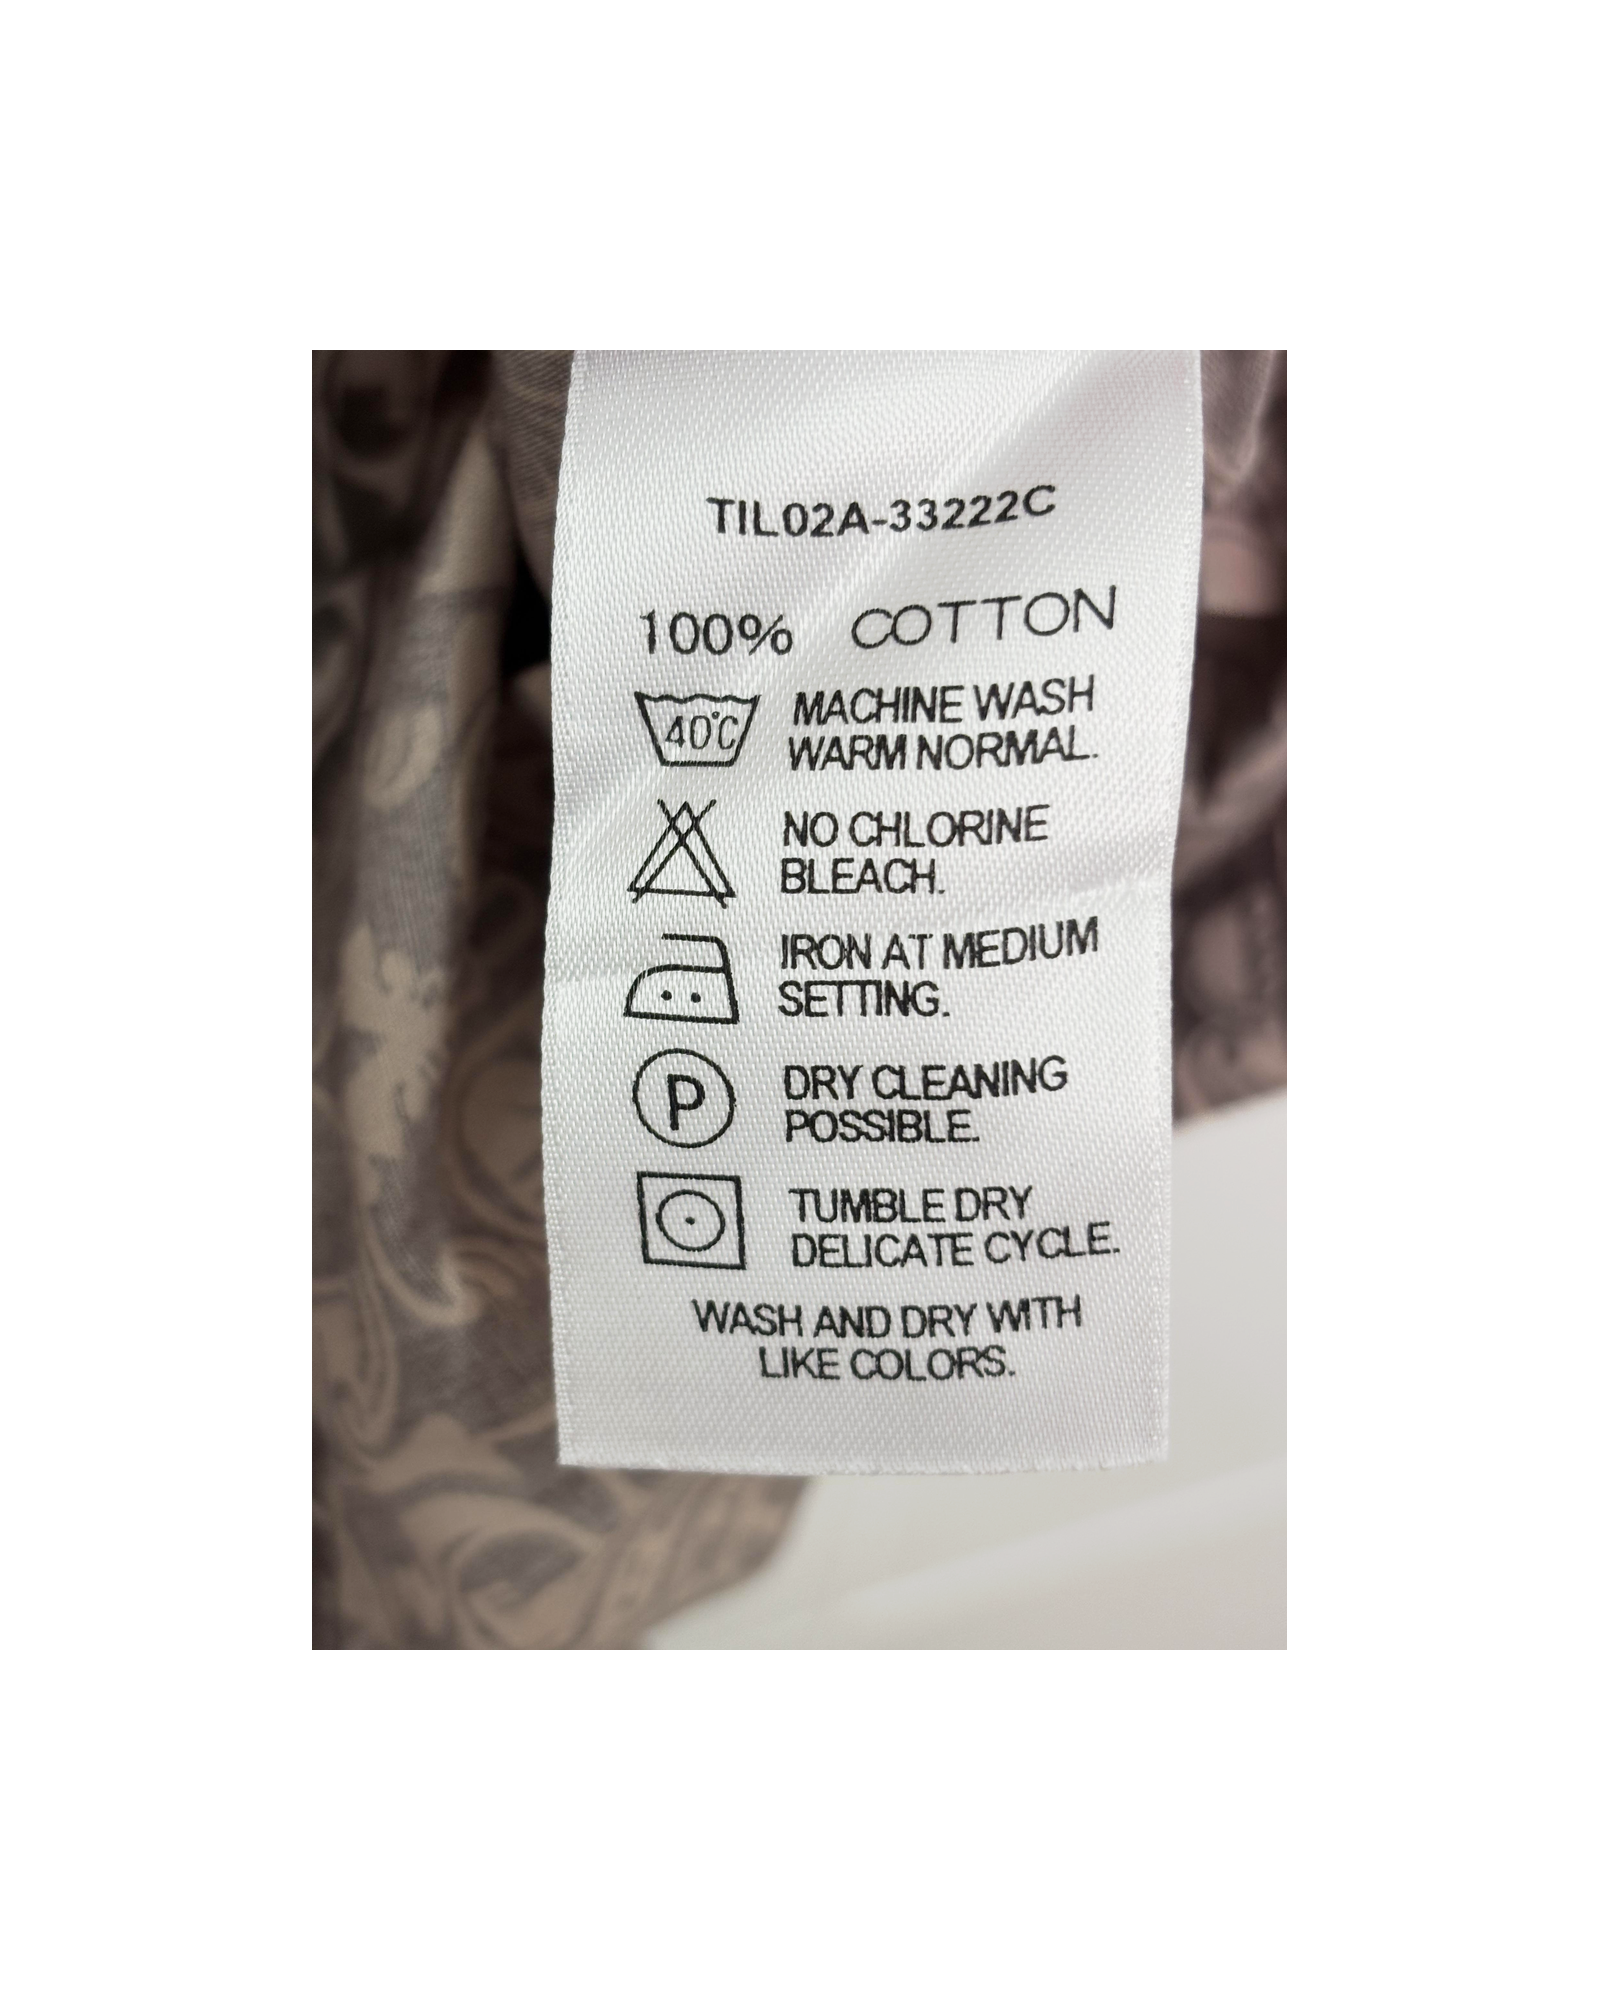 TIL02A-33222C
100% COTTON
40°C MACHINE WASH
WARM NORMAL.
NO CHLORINE
BLEACH.
IRON AT MEDIUM
SETTING.
P DRY CLEANING
POSSIBLE.
TUMBLE DRY
DELICATE CYCLE.
WASH AND DRY WITH
LIKE COLORS.